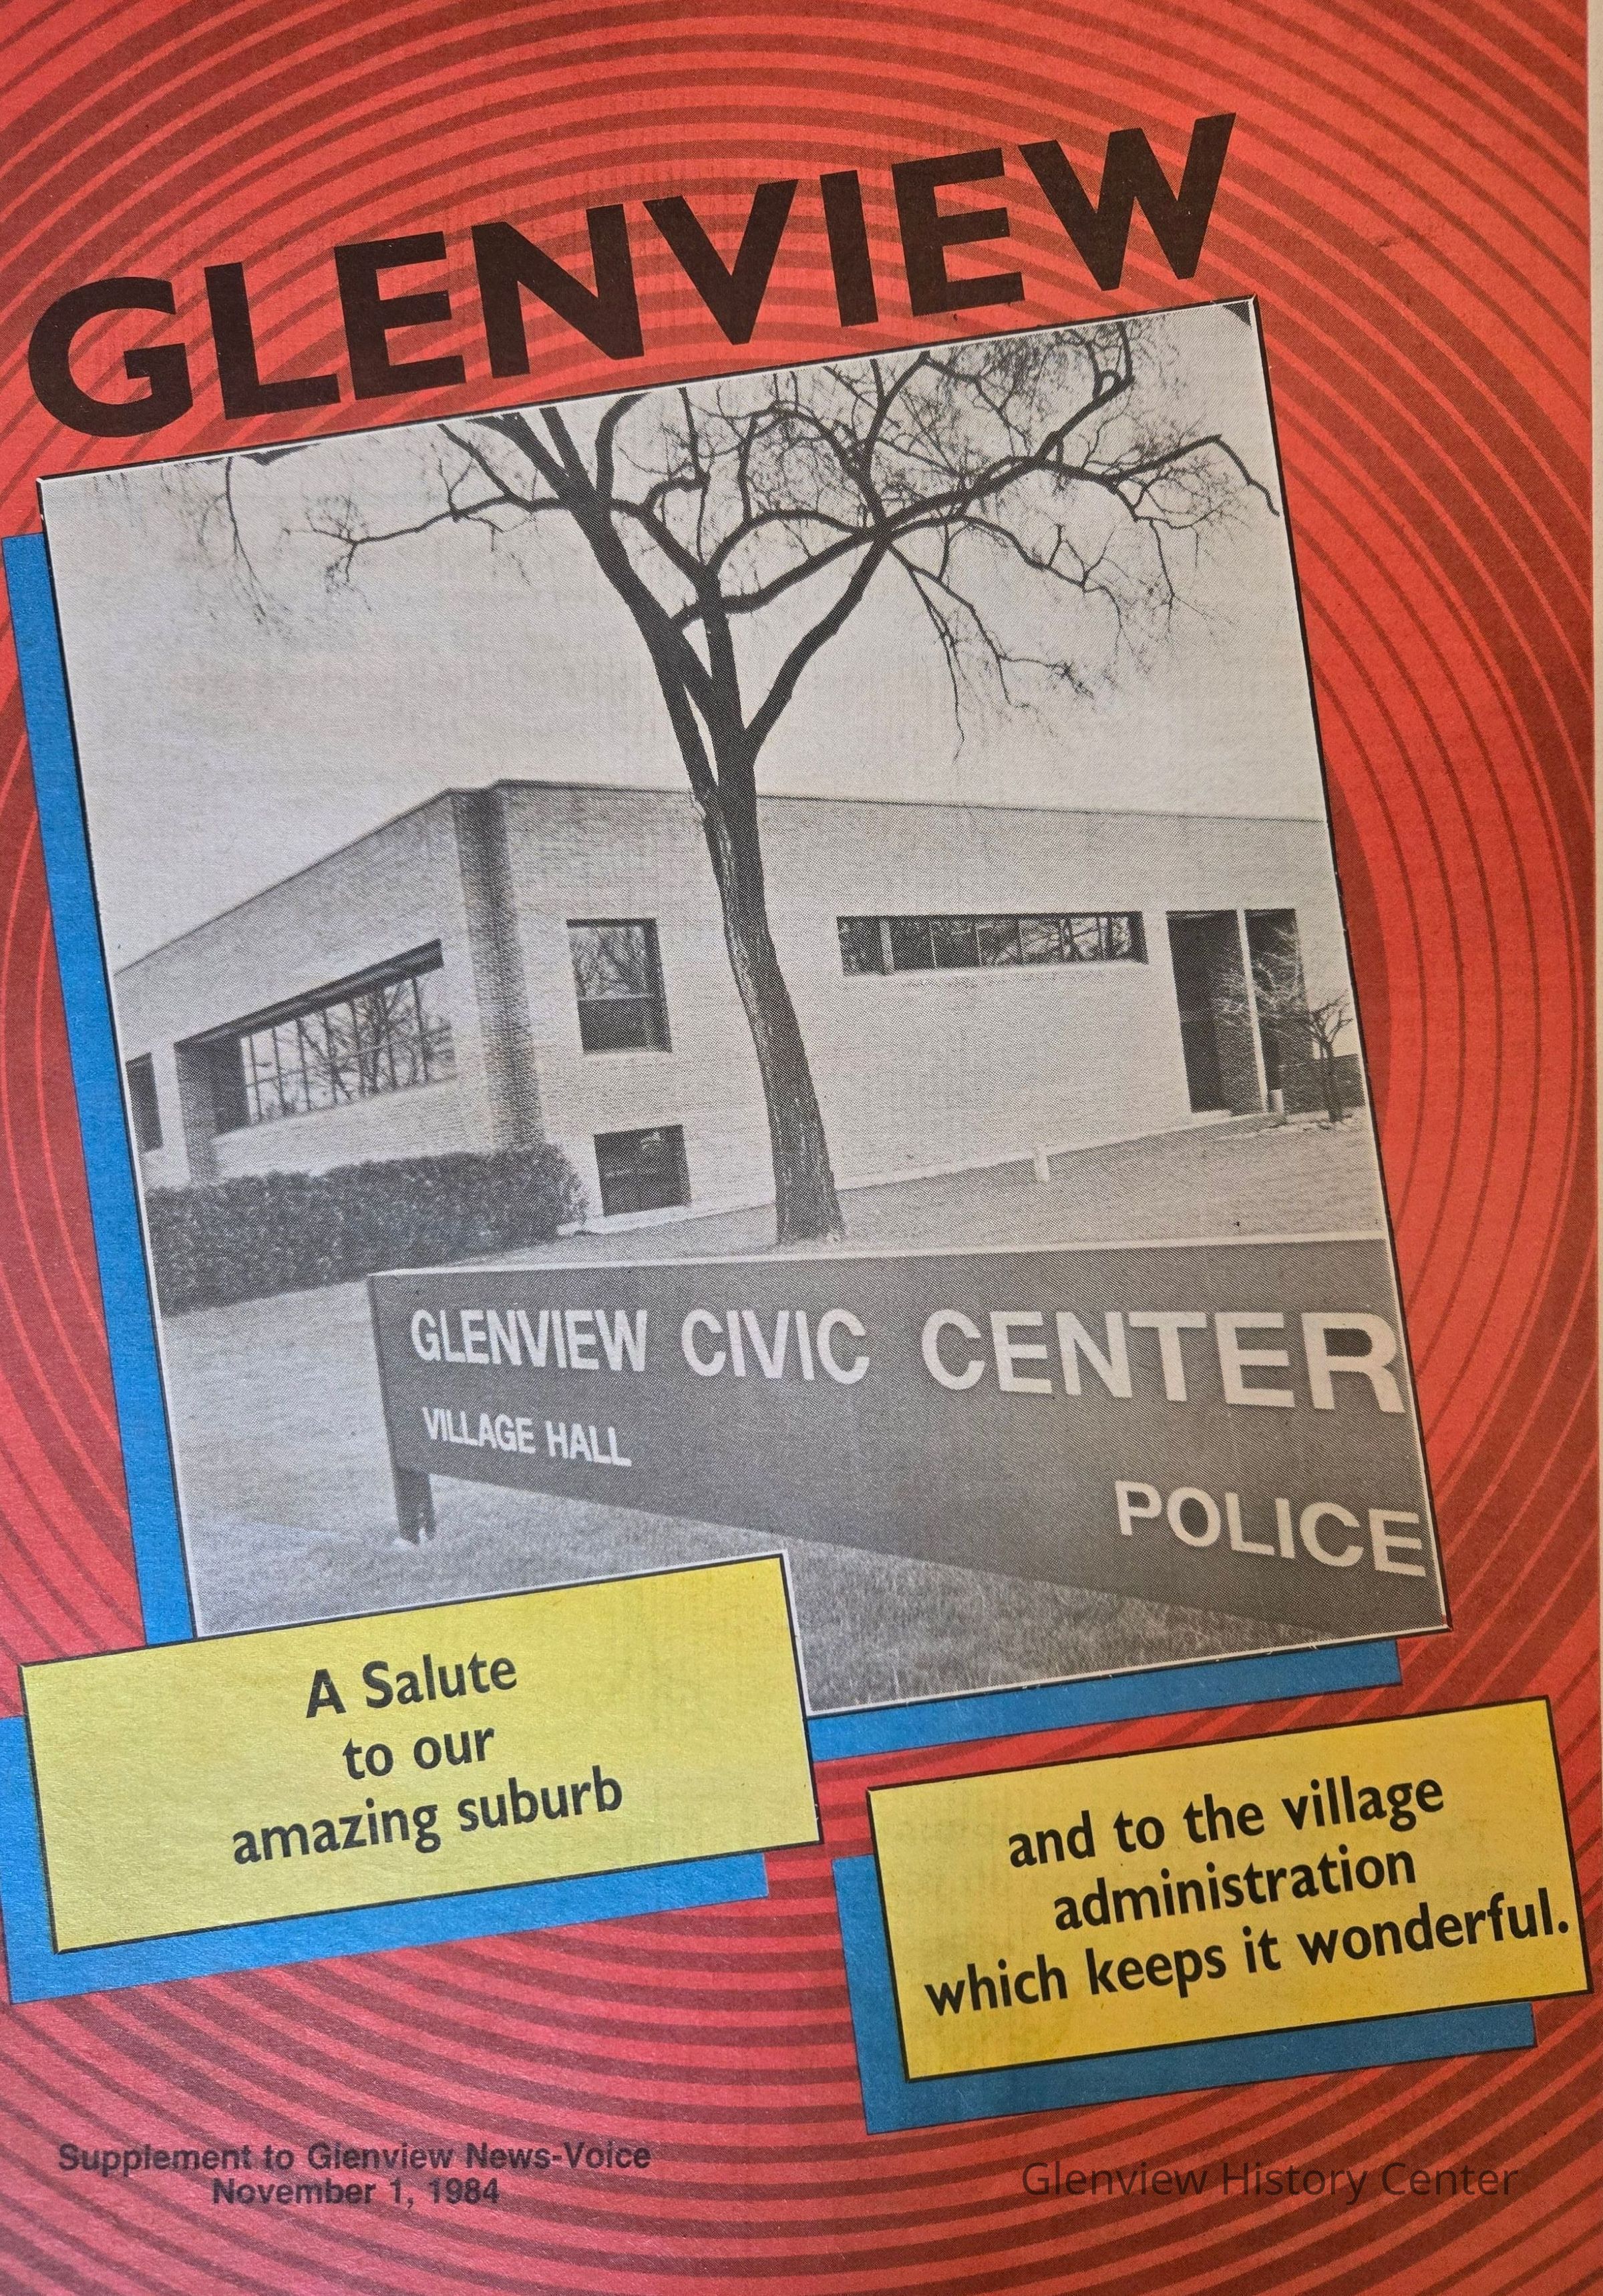 GLENVIEW
GLENVIEW CIVIC CENTER
VILLAGE HALL
POLICE
A Salute
to our
amazing suburb
and to the village
administration
which keeps it wonderful.
Supplement to Glenview News-Voice
November 1, 1984
Glenview History Center